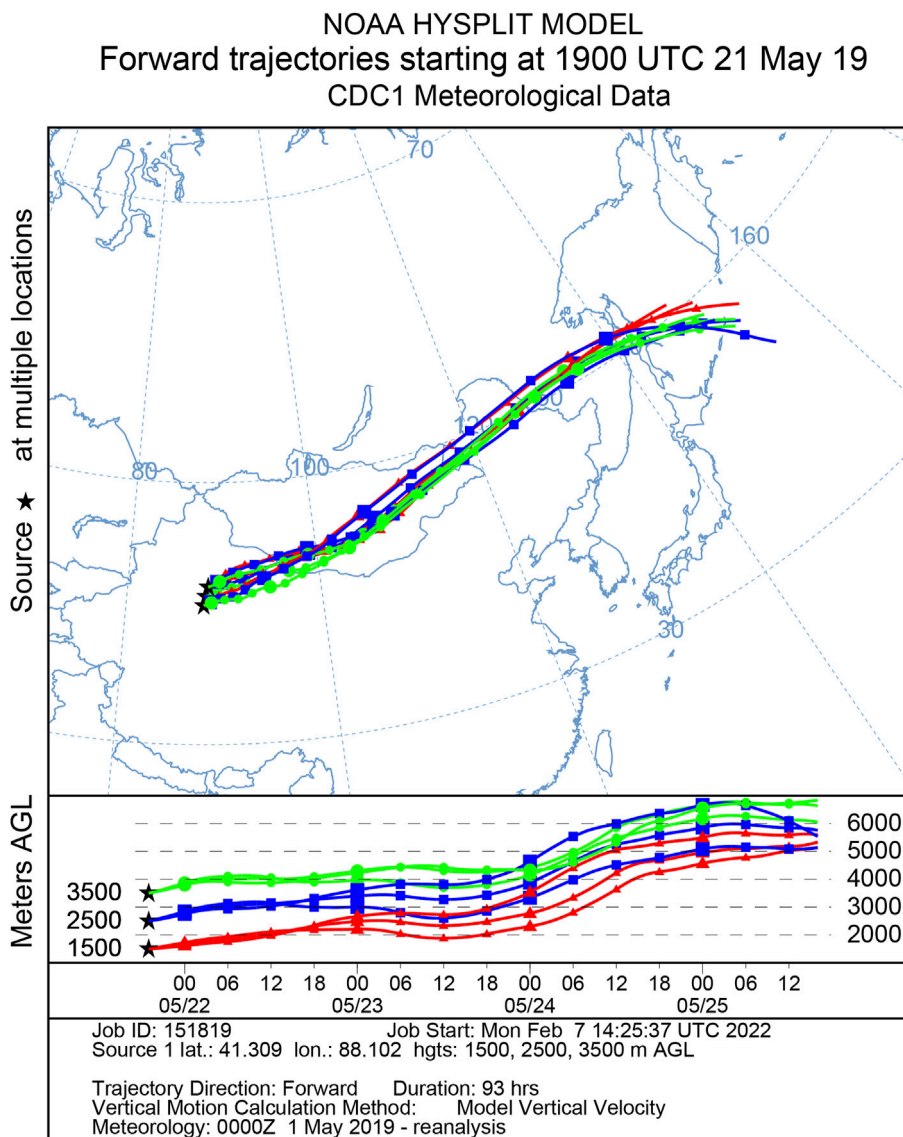 NOAA HYSPLIT MODEL
Forward trajectories starting at 1900 UTC 21 May 19
CDC1 Meteorological Data
Source ★ at multiple locations
70
160
80
100
120
30
Meters AGL
3500
2500
1500
6000
5000
4000
3000
2000
00 06 12 18 00 06 12 18 00 06 12 18 00 06 12
05/22 05/23 05/24 05/25
Job ID: 151819 Job Start: Mon Feb 7 14:25:37 UTC 2022
Source 1 lat.: 41.309 lon.: 88.102 hgts: 1500, 2500, 3500 m AGL
Trajectory Direction: Forward Duration: 93 hrs
Vertical Motion Calculation Method: Model Vertical Velocity
Meteorology: 0000Z 1 May 2019 - reanalysis